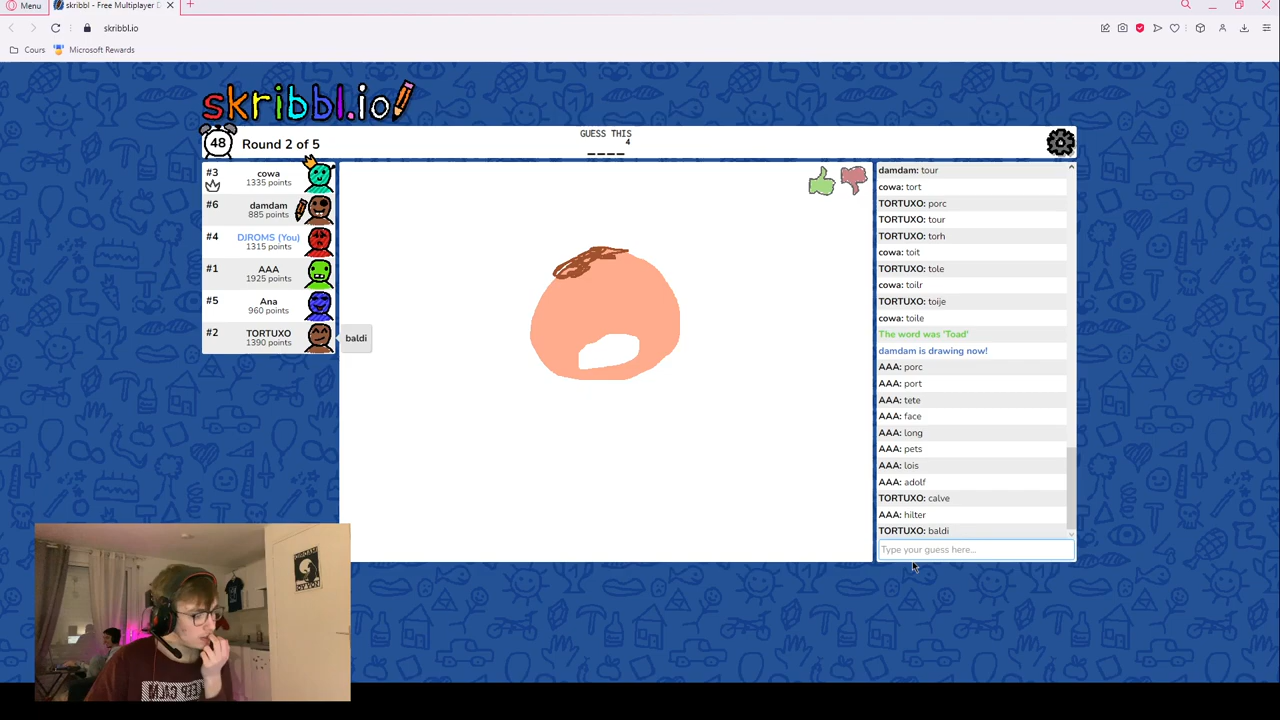 Menu
skribbl - Free Multiplayer D
skribbl.io
Cours
Microsoft Rewards
skribbl.io
48
Round 2 of 5
GUESS THIS
____ 4
#3 cowa
1335 points
#6 damdam
885 points
#4 DJROMS (You)
1315 points
#1 AAA
1925 points
#5 Ana
960 points
#2 TORTUXO
1390 points
baldi
damdam: tour
cowa: tort
TORTUXO: porc
TORTUXO: tour
TORTUXO: torh
cowa: toit
TORTUXO: tole
cowa: toilr
TORTUXO: toije
cowa: toile
The word was 'Toad'
damdam is drawing now!
AAA: porc
AAA: port
AAA: tete
AAA: face
AAA: long
AAA: pets
AAA: lois
AAA: adolf
TORTUXO: calve
AAA: hilter
TORTUXO: baldi
Type your guess here...